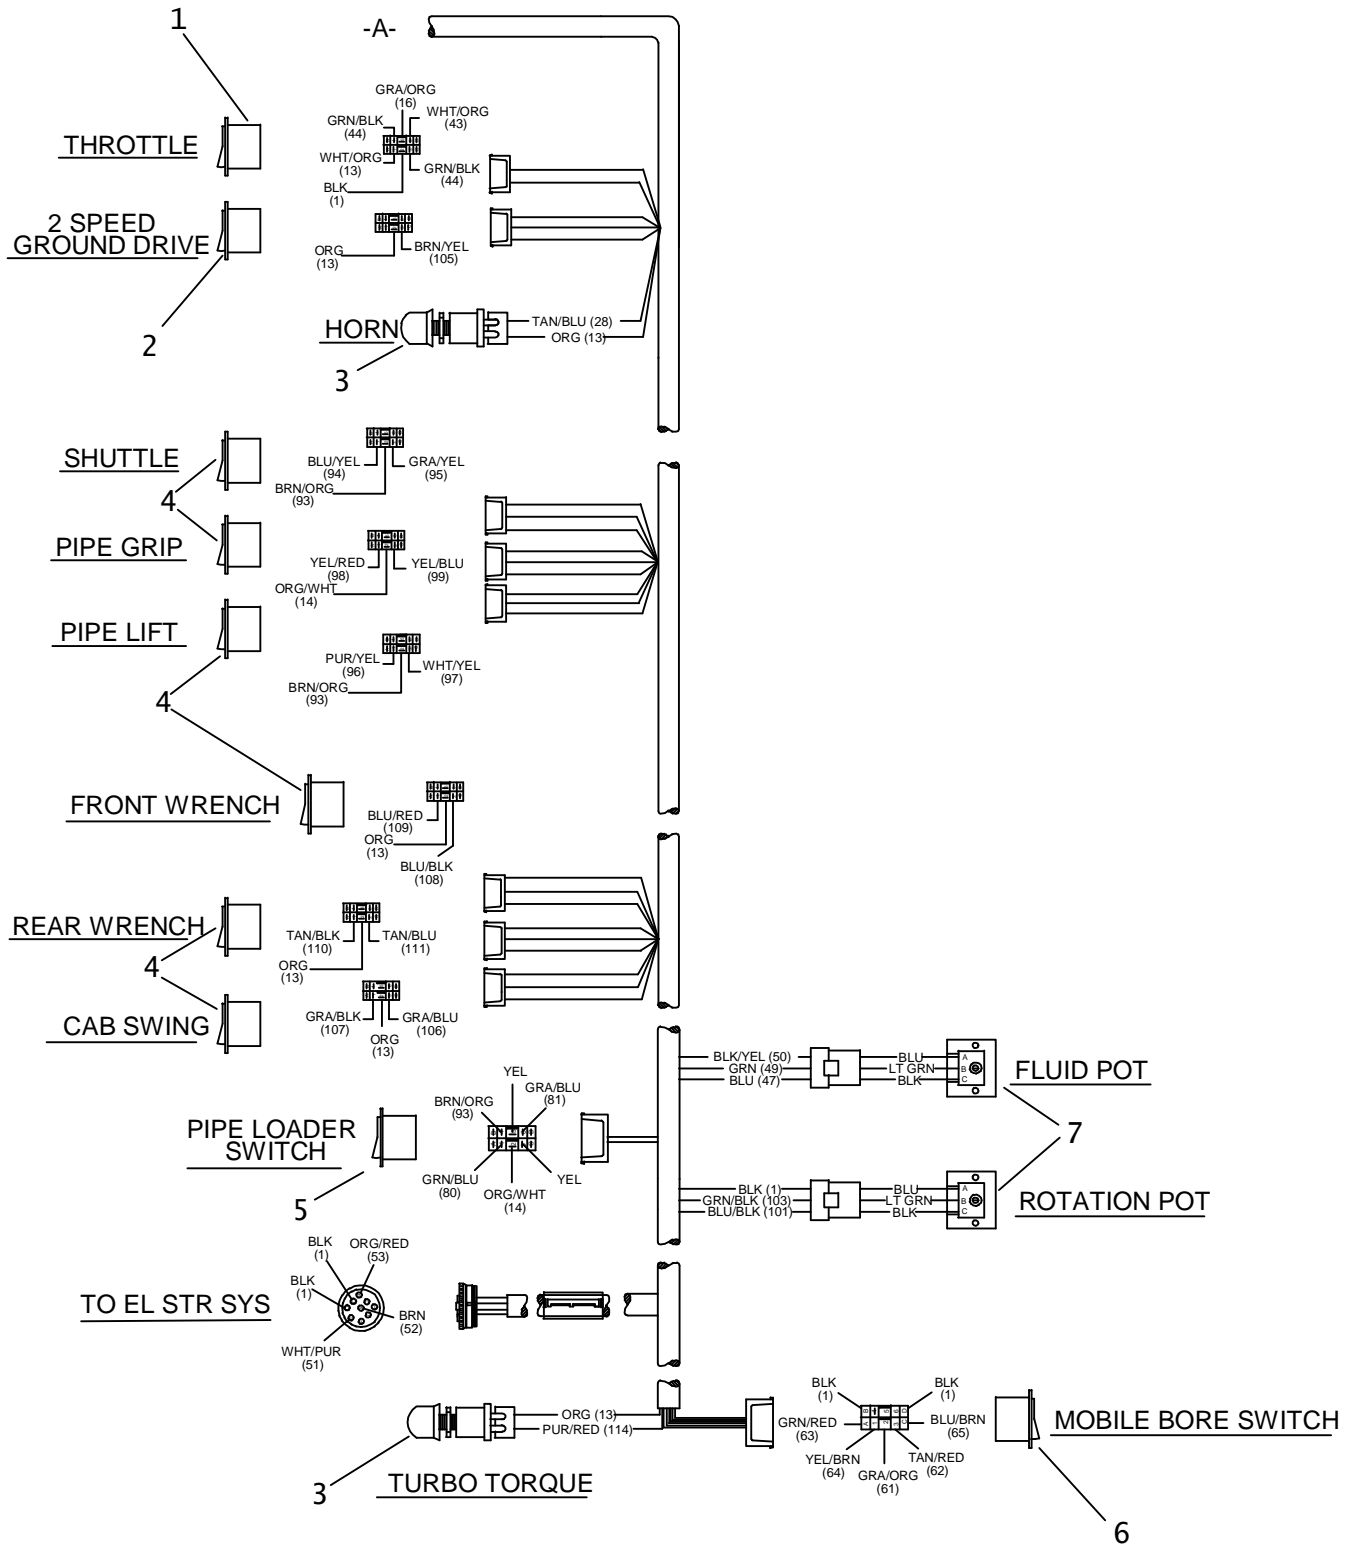 1
-A-
GRA/ORG
(16)
WHT/ORG
(43)
GRN/BLK
(44)
THROTTLE
WHT/ORG
(13)
GRN/BLK
(44)
BLK
(1)
2 SPEED
GROUND DRIVE
ORG
(13)
BRN/YEL
(105)
2
HORN
TAN/BLU (28)
ORG (13)
3
SHUTTLE
BLU/YEL
(94)
GRA/YEL
(95)
BRN/ORG
(93)
4
PIPE GRIP
YEL/RED
(98)
YEL/BLU
(99)
ORG/WHT
(14)
PIPE LIFT
PUR/YEL
(96)
WHT/YEL
(97)
BRN/ORG
(93)
4
FRONT WRENCH
BLU/RED
(109)
ORG
(13)
BLU/BLK
(108)
REAR WRENCH
TAN/BLK
(110)
TAN/BLU
(111)
ORG
(13)
4
CAB SWING
GRA/BLK
(107)
GRA/BLU
(106)
ORG
(13)
BLK/YEL (50)
GRN (49)
BLU (47)
BLU
LT GRN
BLK
A
B
C
FLUID POT
7
PIPE LOADER
SWITCH
YEL
GRA/BLU
(81)
BRN/ORG
(93)
GRN/BLU
(80)
ORG/WHT
(14)
YEL
5
BLK (1)
GRN/BLK (103)
BLU/BLK (101)
BLU
LT GRN
BLK
A
B
C
ROTATION POT
TO EL STR SYS
BLK
(1)
ORG/RED
(53)
BLK
(1)
BRN
(52)
WHT/PUR
(51)
ORG (13)
PUR/RED (114)
3
TURBO TORQUE
BLK
(1)
BLK
(1)
GRN/RED
(63)
BLU/BRN
(65)
B 4 5 6 D
A 1 2 3 C
YEL/BRN
(64)
TAN/RED
(62)
GRA/ORG
(61)
MOBILE BORE SWITCH
6